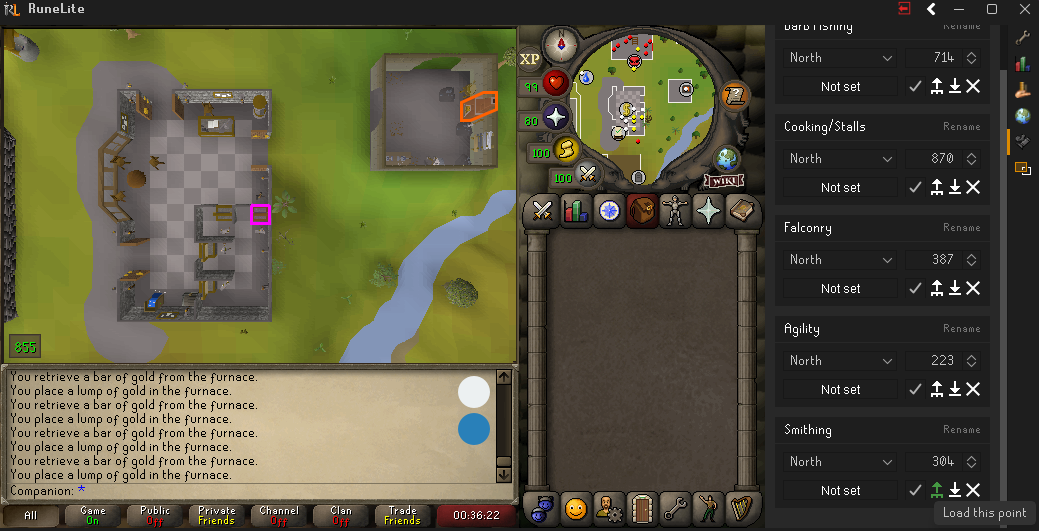 RuneLite
XP
N
99
80
100
100
WIKI
855
You retrieve a bar of gold from the furnace.
You place a lump of gold in the furnace.
You retrieve a bar of gold from the furnace.
You place a lump of gold in the furnace.
You retrieve a bar of gold from the furnace.
You place a lump of gold in the furnace.
You retrieve a bar of gold from the furnace.
You place a lump of gold in the furnace.
Companion: *
All
Game
On
Public
Off
Private
Friends
Channel
Off
Clan
Off
Trade
Friends
00:36:22
Barb Fishing Rename
North 714
Not set
Cooking/Stalls Rename
North 870
Not set
Falconry Rename
North 387
Not set
Agility Rename
North 223
Not set
Smithing Rename
North 304
Not set
Load this point